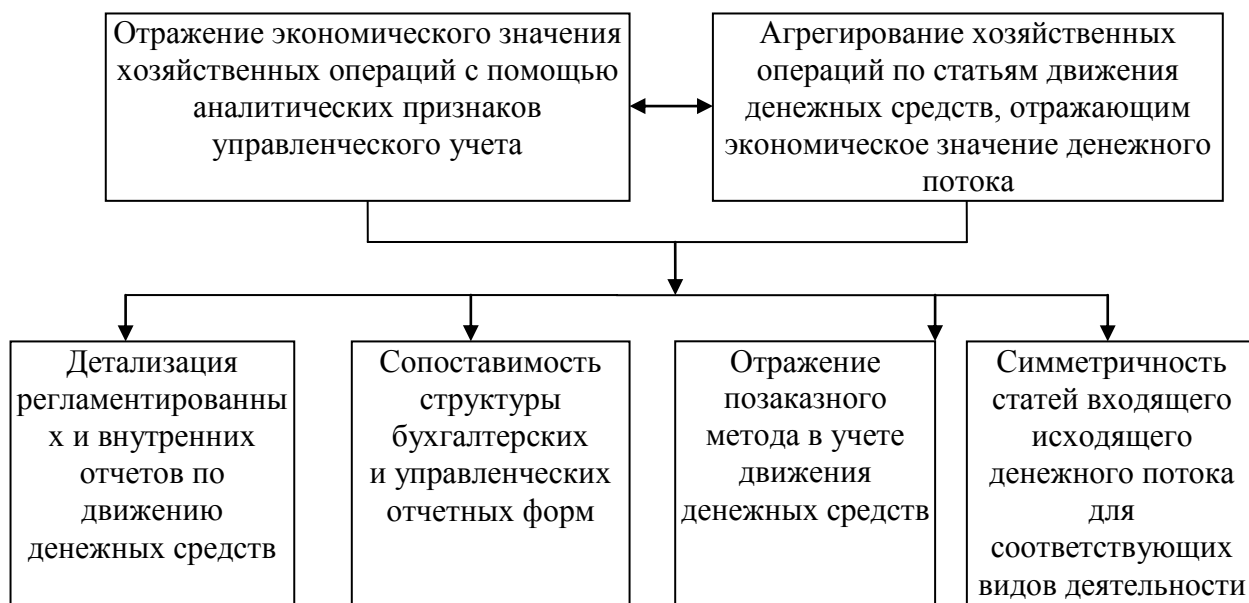 Отражение экономического значения
хозяйственных операций с помощью
аналитических признаков
управленческого учета
Агрегирование хозяйственных
операций по статьям движения
денежных средств, отражающим
экономическое значение денежного
потока
Детализация
регламентированны
х и внутренних
отчетов по
движению
денежных средств
Сопоставимость
структуры
бухгалтерских
и управленческих
отчетных форм
Отражение
позаказного
метода в учете
движения
денежных средств
Симметричность
статей входящего
исходящего
денежного потока
для
соответствующих
видов деятельности